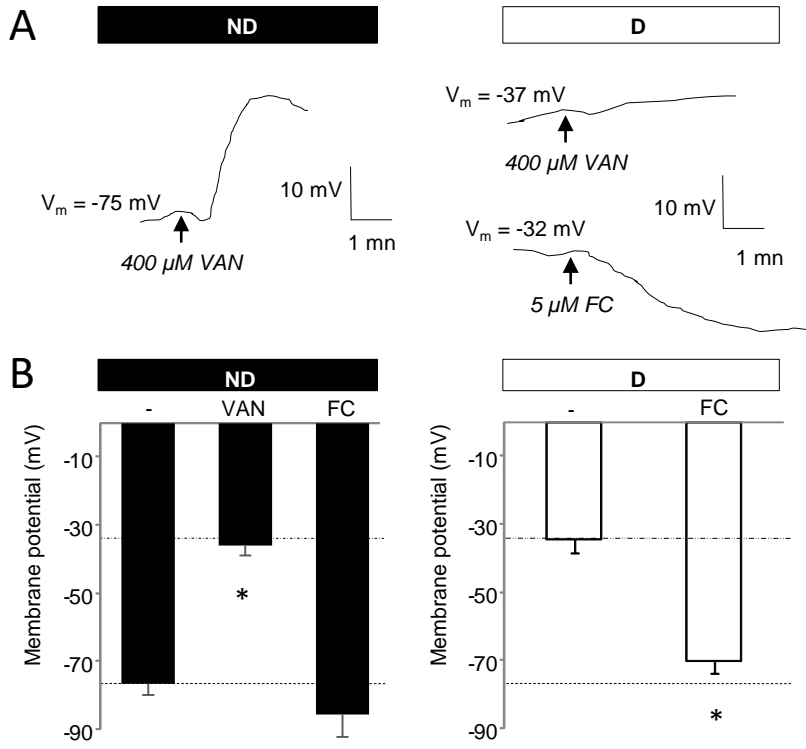 A
ND
D
Vm = -75 mV
400 µM VAN
10 mV
1 mn
Vm = -37 mV
400 µM VAN
Vm = -32 mV
5 µM FC
10 mV
1 mn
B
ND
D
- VAN FC
Membrane potential (mV)
-10
-30
-50
-70
-90
*
- FC
Membrane potential (mV)
-10
-30
-50
-70
-90
*